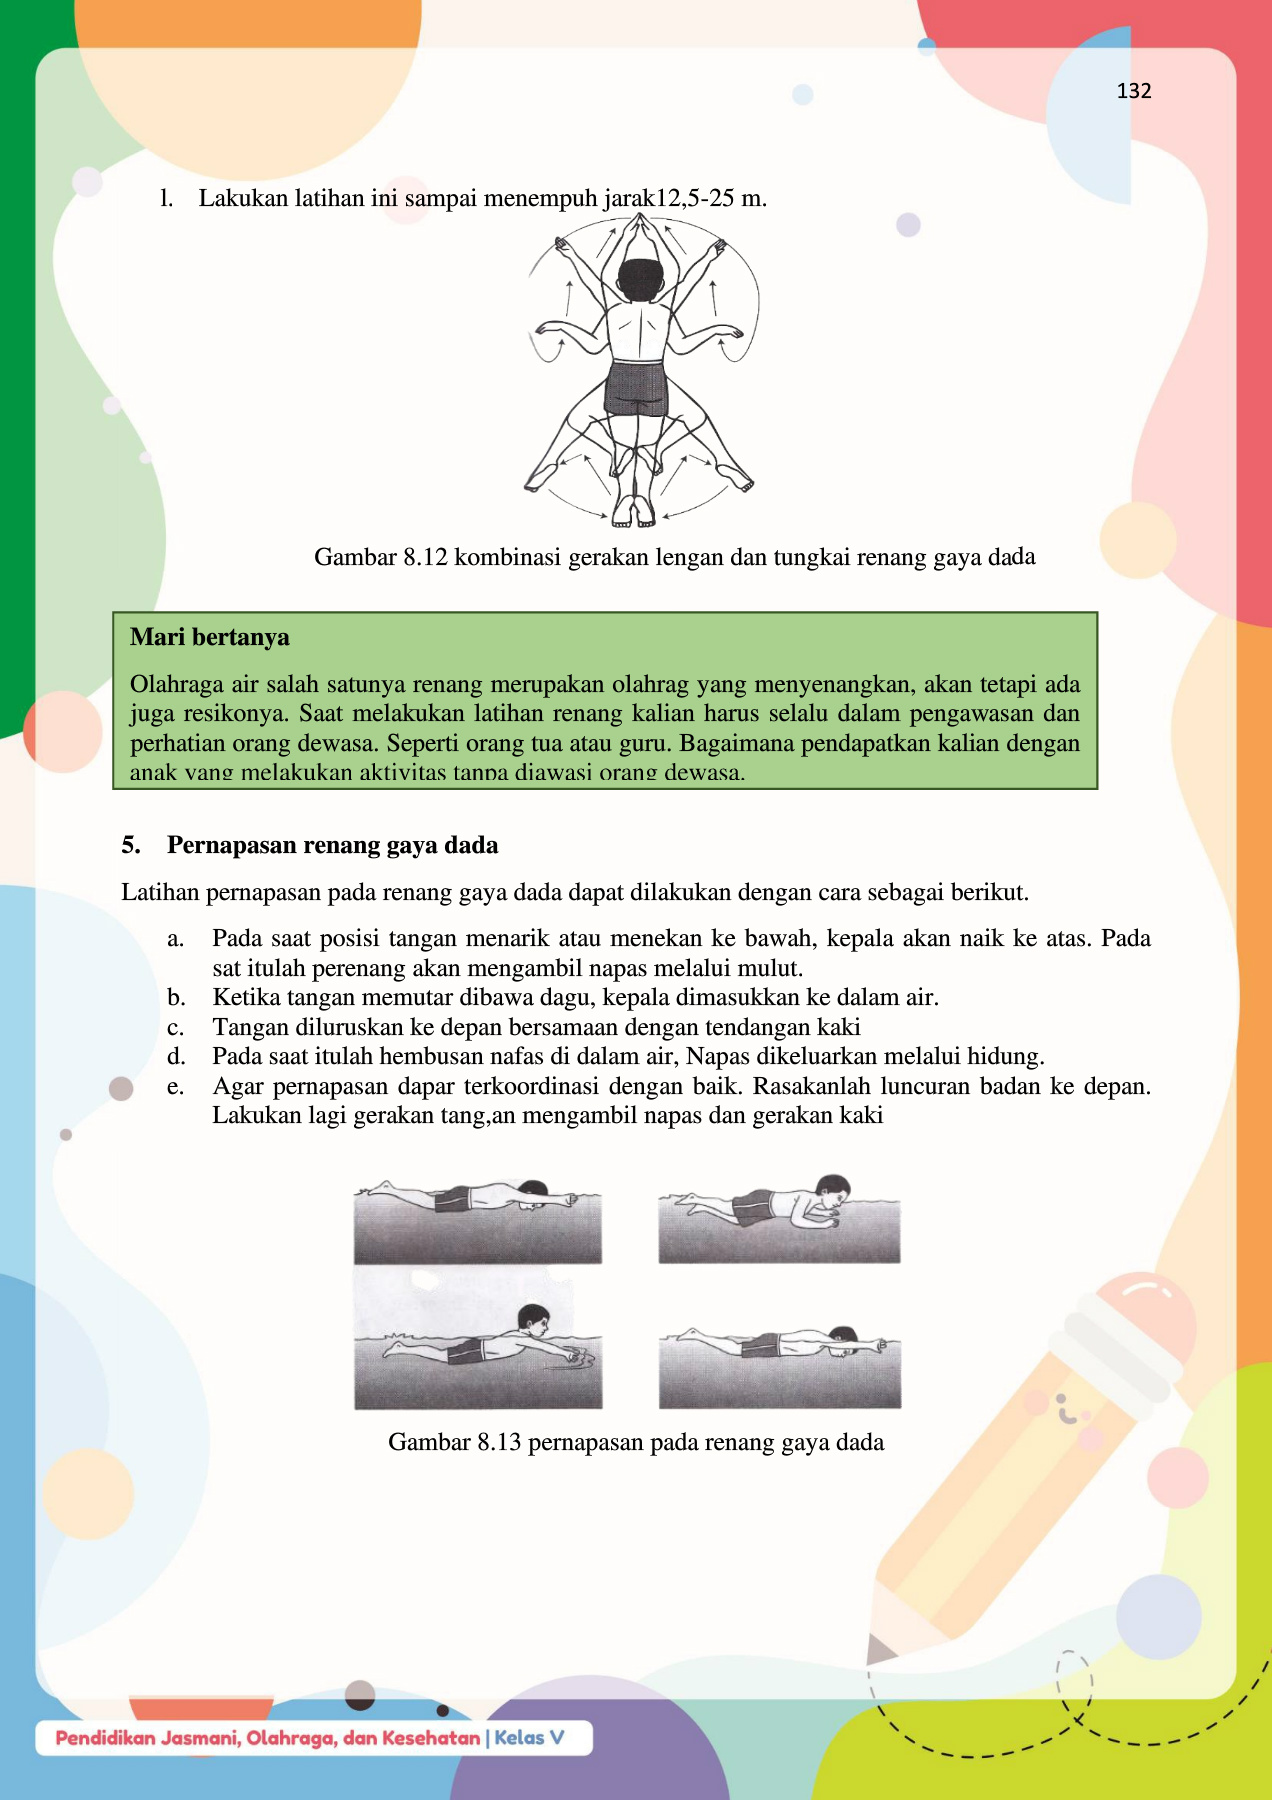 132
l. Lakukan latihan ini sampai menempuh jarak12,5-25 m.
Gambar 8.12 kombinasi gerakan lengan dan tungkai renang gaya dada
Mari bertanya
Olahraga air salah satunya renang merupakan olahrag yang menyenangkan, akan tetapi ada
juga resikonya. Saat melakukan latihan renang kalian harus selalu dalam pengawasan dan
perhatian orang dewasa. Seperti orang tua atau guru. Bagaimana pendapatkan kalian dengan
anak yang melakukan aktivitas tanpa diawasi orang dewasa.
5. Pernapasan renang gaya dada
Latihan pernapasan pada renang gaya dada dapat dilakukan dengan cara sebagai berikut.
a. Pada saat posisi tangan menarik atau menekan ke bawah, kepala akan naik ke atas. Pada
sat itulah perenang akan mengambil napas melalui mulut.
b. Ketika tangan memutar dibawa dagu, kepala dimasukkan ke dalam air.
c. Tangan diluruskan ke depan bersamaan dengan tendangan kaki
d. Pada saat itulah hembusan nafas di dalam air, Napas dikeluarkan melalui hidung.
e. Agar pernapasan dapar terkoordinasi dengan baik. Rasakanlah luncuran badan ke depan.
Lakukan lagi gerakan tang,an mengambil napas dan gerakan kaki
Gambar 8.13 pernapasan pada renang gaya dada
Pendidikan Jasmani, Olahraga, dan Kesehatan | Kelas V